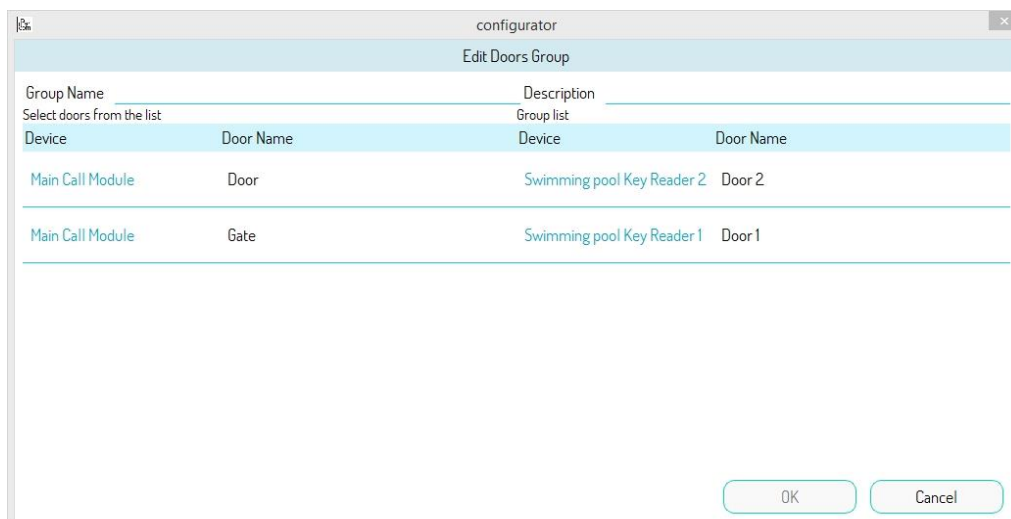 configurator
Edit Doors Group
Group Name Description
Select doors from the list Group list
Device Door Name Device Door Name
Main Call Module Door Swimming pool Key Reader 2 Door 2
Main Call Module Gate Swimming pool Key Reader 1 Door 1
OK Cancel